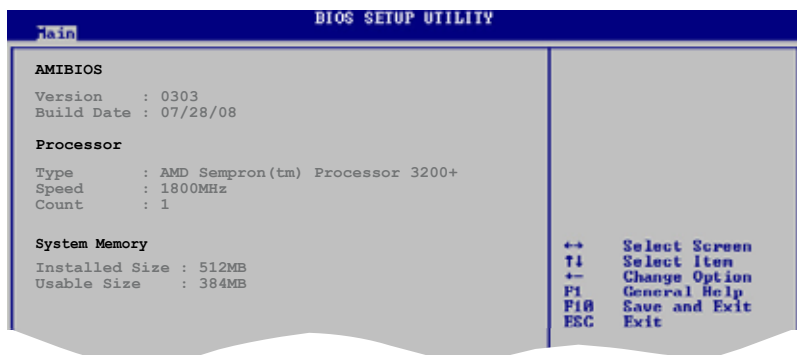 BIOS SETUP UTILITY
Main
AMIBIOS
Version : 0303
Build Date : 07/28/08
Processor
Type : AMD Sempron(tm) Processor 3200+
Speed : 1800MHz
Count : 1
System Memory
Installed Size : 512MB
Usable Size : 384MB
←→ Select Screen
↑↓ Select Item
+- Change Option
F1 General Help
F10 Save and Exit
ESC Exit